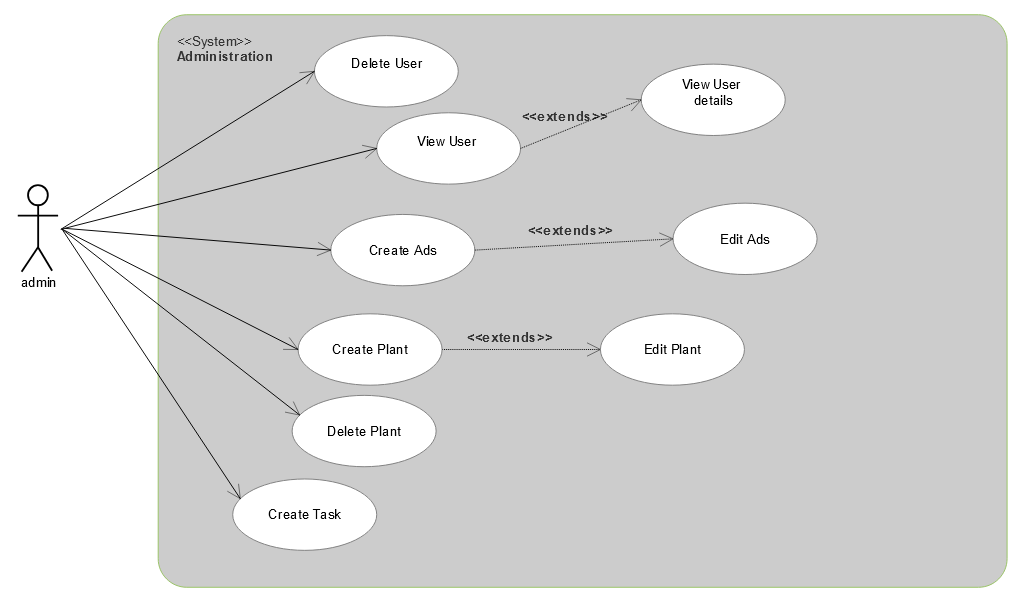 <<System>>
Administration
Delete User
View User
details
<<extends>>
View User
<<extends>>
Create Ads
Edit Ads
admin
<<extends>>
Create Plant
Edit Plant
Delete Plant
Create Task